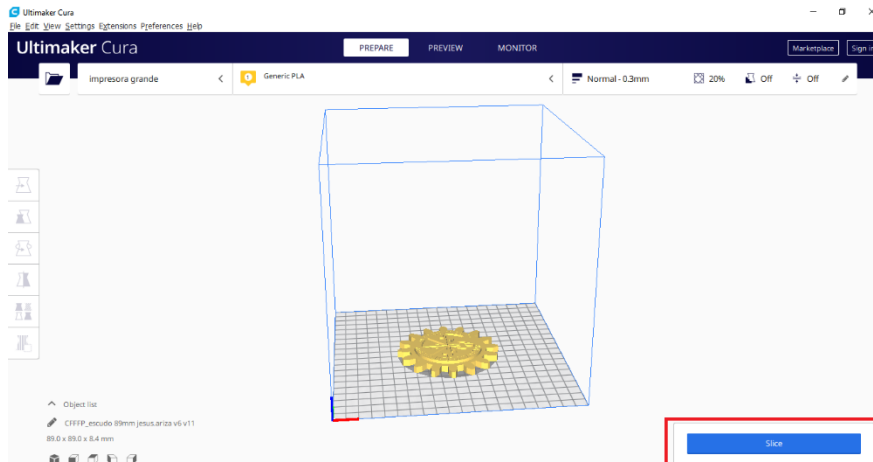 Ultimaker Cura
File Edit View Settings Extensions Preferences Help
Ultimaker Cura PREPARE PREVIEW MONITOR Marketplace Sign in
impresora grande Generic PLA Normal - 0.3mm 20% Off Off
Object list
CFFFP_escudo 89mm jesus.ariza v6 v11
89.0 x 89.0 x 8.4 mm
Slice